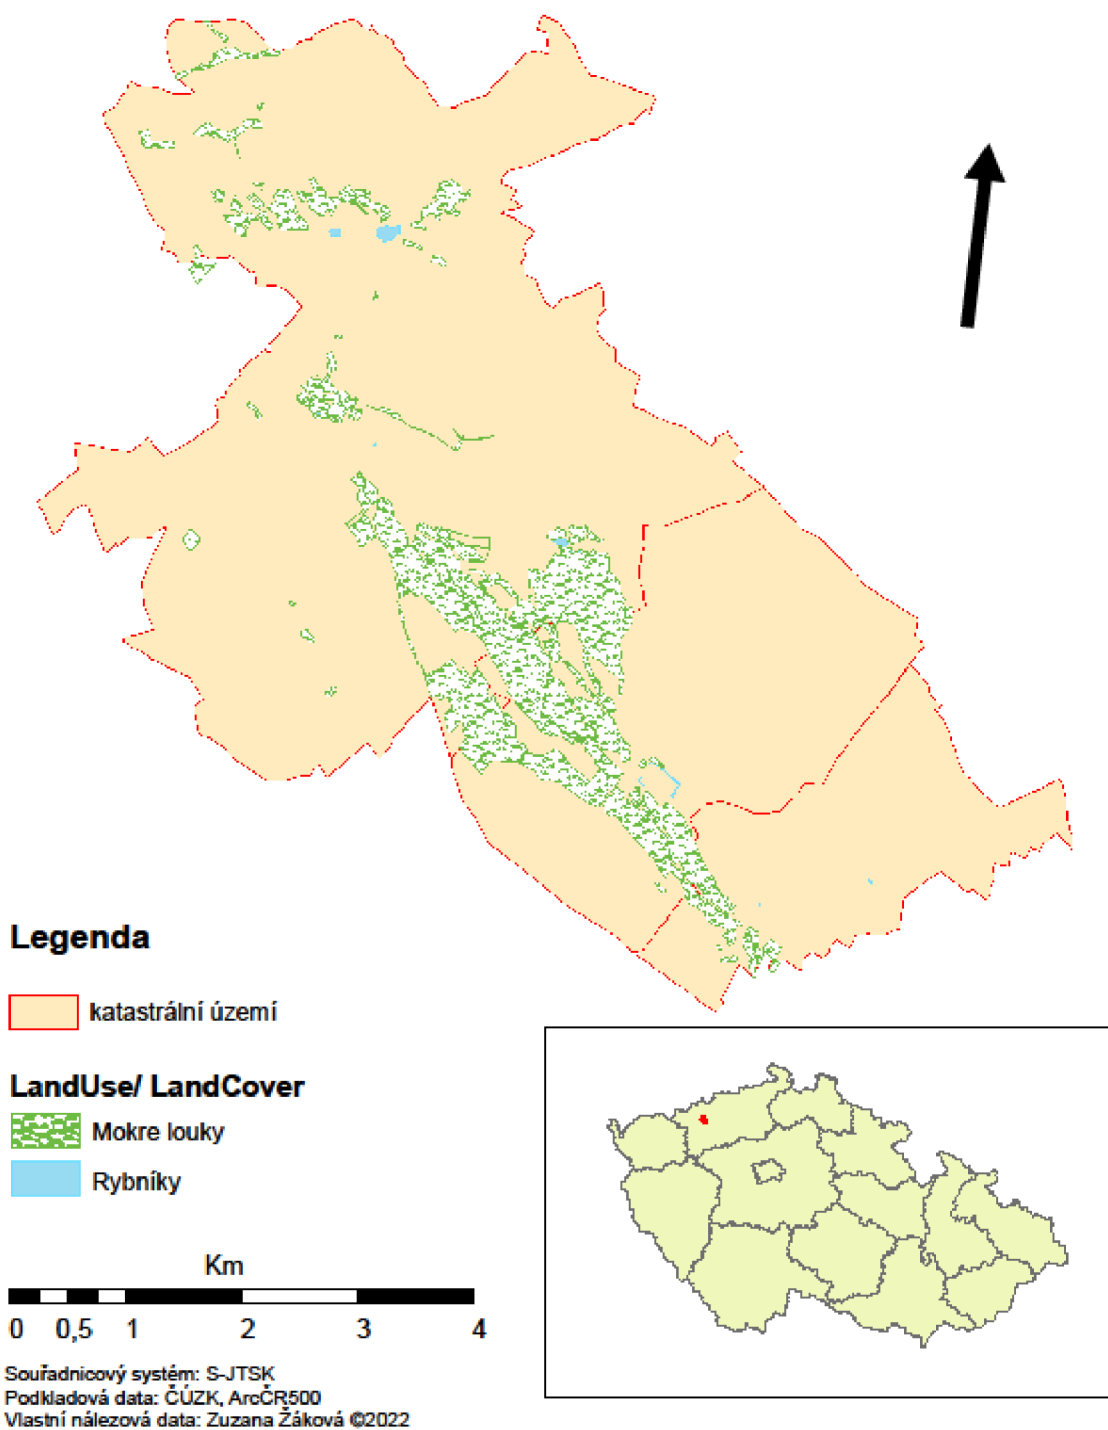 Legenda
katastrální území
LandUse/ LandCover
Mokre louky
Rybníky
Km
0 0,5 1 2 3 4
Souřadnicový systém: S-JTSK
Podkladová data: ČÚZK, ArcČR500
Vlastní nálezová data: Zuzana Žáková ©2022